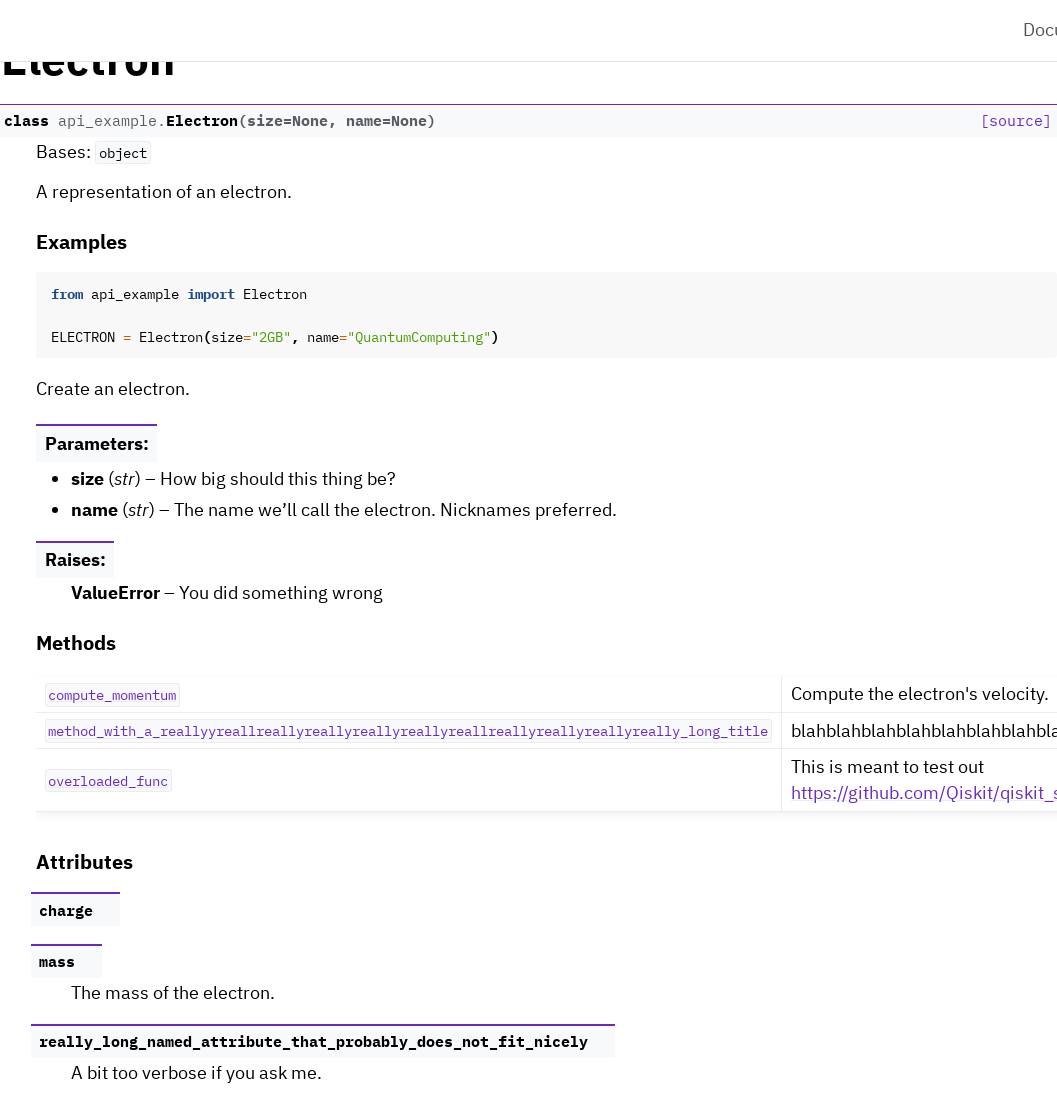 Electron
class api_example.Electron(size=None, name=None) [source]
Bases: object
A representation of an electron.
Examples
from api_example import Electron
ELECTRON = Electron(size="2GB", name="QuantumComputing")
Create an electron.
Parameters:
• size (str) – How big should this thing be?
• name (str) – The name we’ll call the electron. Nicknames preferred.
Raises:
ValueError – You did something wrong
Methods
compute_momentum Compute the electron's velocity.
method_with_a_reallyyreallreallyreallyreallyreallyreallreallyreallyreallyreally_long_title blahblahblahblahblahblahblahbla
overloaded_func This is meant to test out
https://github.com/Qiskit/qiskit_s
Attributes
charge
mass
The mass of the electron.
really_long_named_attribute_that_probably_does_not_fit_nicely
A bit too verbose if you ask me.